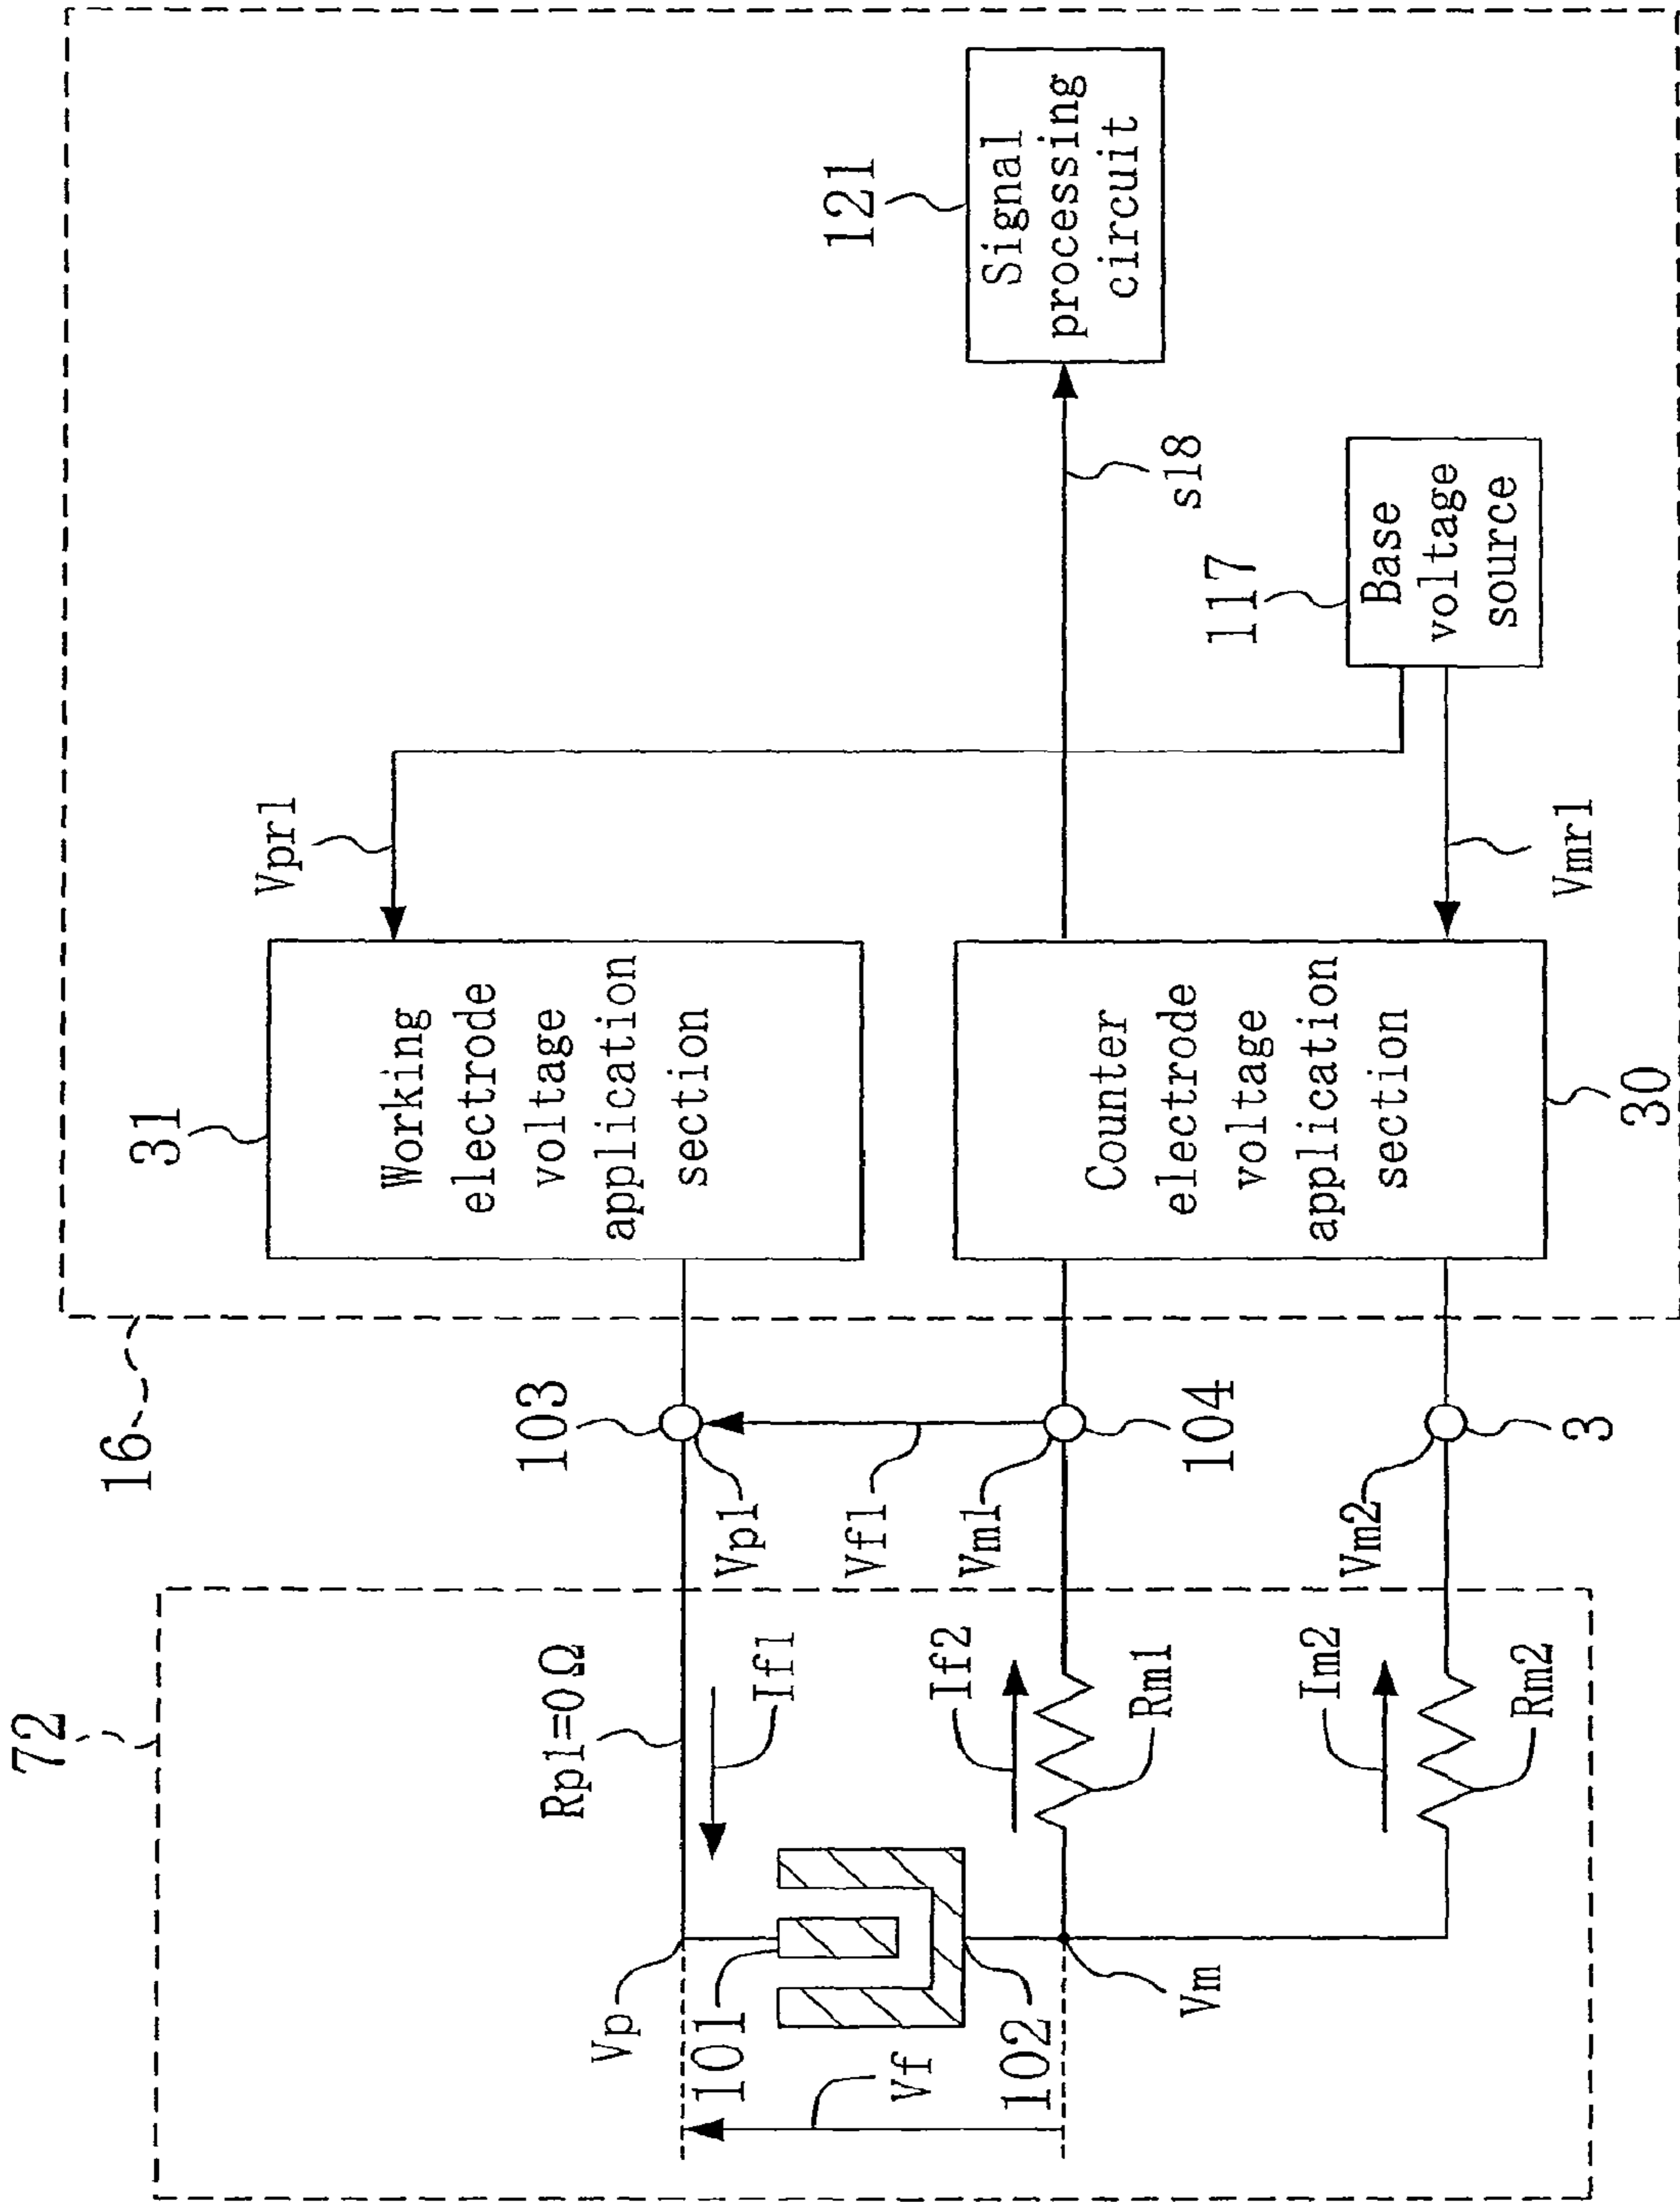 72
16
31
Working
electrode
voltage
application
section
Vpr1
103
Rp1=0Ω
If1
Vp
101
Vf
102
Vp1
Vf1
Vm1
104
If2
Rm1
Vm
Counter
electrode
voltage
application
section
30
121
Signal
processing
circuit
s18
117
Base
voltage
source
Vmr1
Vm2
3
Im2
Rm2